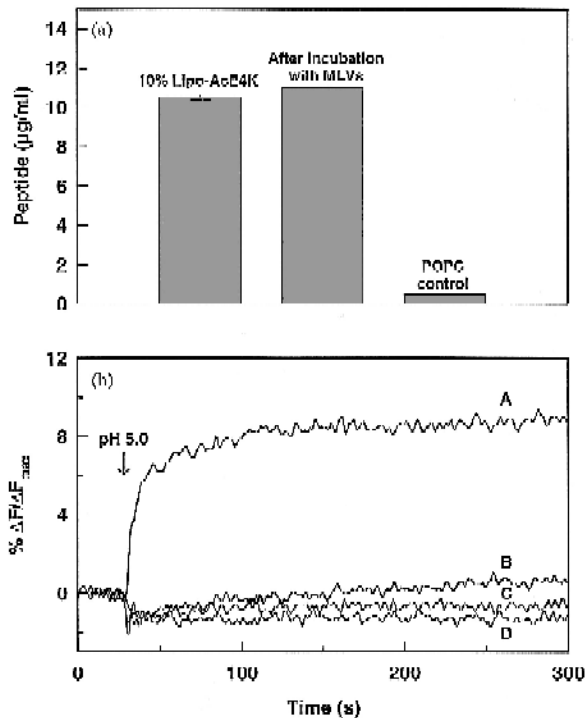 (a)
14
12
10
8
6
4
2
0
Peptide (μg/ml)
10% Lipo-AcE4K
After incubation
with MLVs
POPC
control
(b)
12
8
4
0
% ΔF/ΔFmax
pH 5.0
A
B
C
D
0
100
200
300
Time (s)